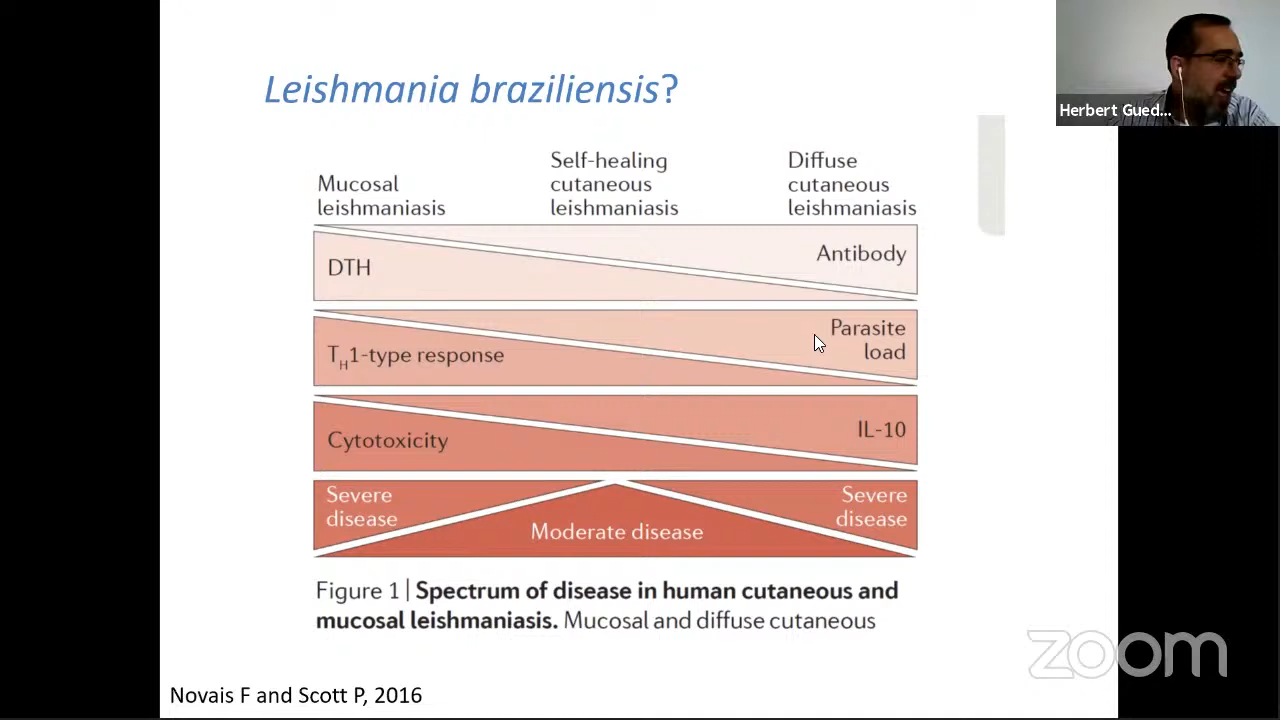 Leishmania braziliensis?
Herbert Gued...
Mucosal
leishmaniasis
Self-healing
cutaneous
leishmaniasis
Diffuse
cutaneous
leishmaniasis
DTH
Antibody
TH1-type response
Parasite
load
Cytotoxicity
IL-10
Severe
disease
Moderate disease
Severe
disease
Figure 1 | Spectrum of disease in human cutaneous and
mucosal leishmaniasis. Mucosal and diffuse cutaneous
zoom
Novais F and Scott P, 2016